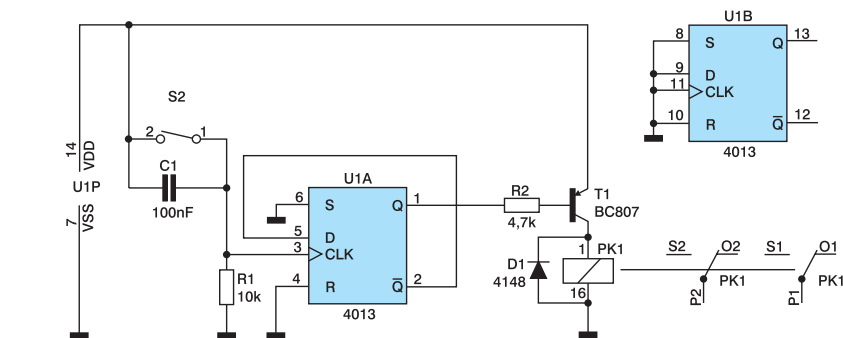 U1B
8 S Q 13
9 D
11 CLK
10 R Q 12
4013
S2
2 1
14 VDD
C1
100nF
U1P
7 VSS
U1A
6 S Q 1
5 D
3 CLK
4 R Q 2
4013
R1
10k
R2
4,7k
T1
BC807
D1
4148
1 PK1
16
S2 O2 S1 O1
P2 PK1 P1 PK1